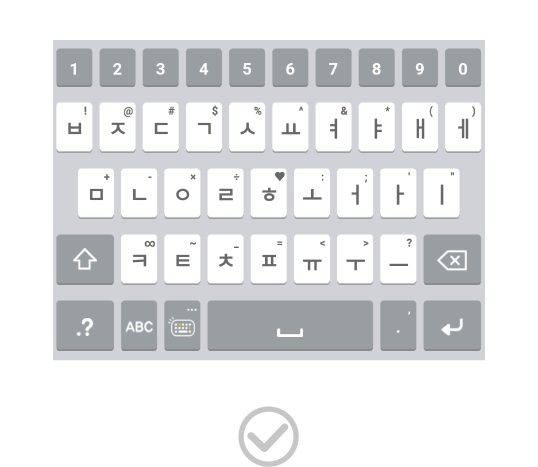 1 2 3 4 5 6 7 8 9 0
! @ # $ % ^ & * ( )
ㅂ ㅈ ㄷ ㄱ ㅅ ㅛ ㅕ ㅑ ㅐ ㅔ
+ - × ÷ ♥ : ; ' "
ㅁ ㄴ ㅇ ㄹ ㅎ ㅗ ㅓ ㅏ ㅣ
∞ ~ _ = < > ?
ㅋ ㅌ ㅊ ㅍ ㅠ ㅜ ㅡ
.? ABC ... . ,